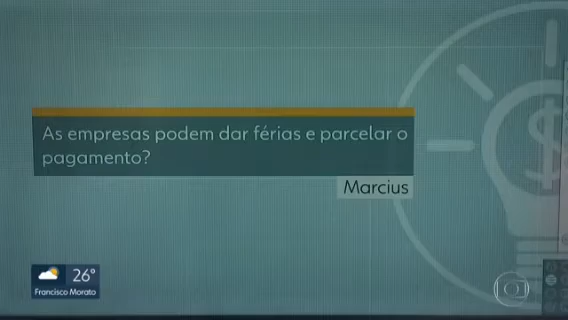 As empresas podem dar férias e parcelar o
pagamento?
Marcius
26°
Francisco Morato